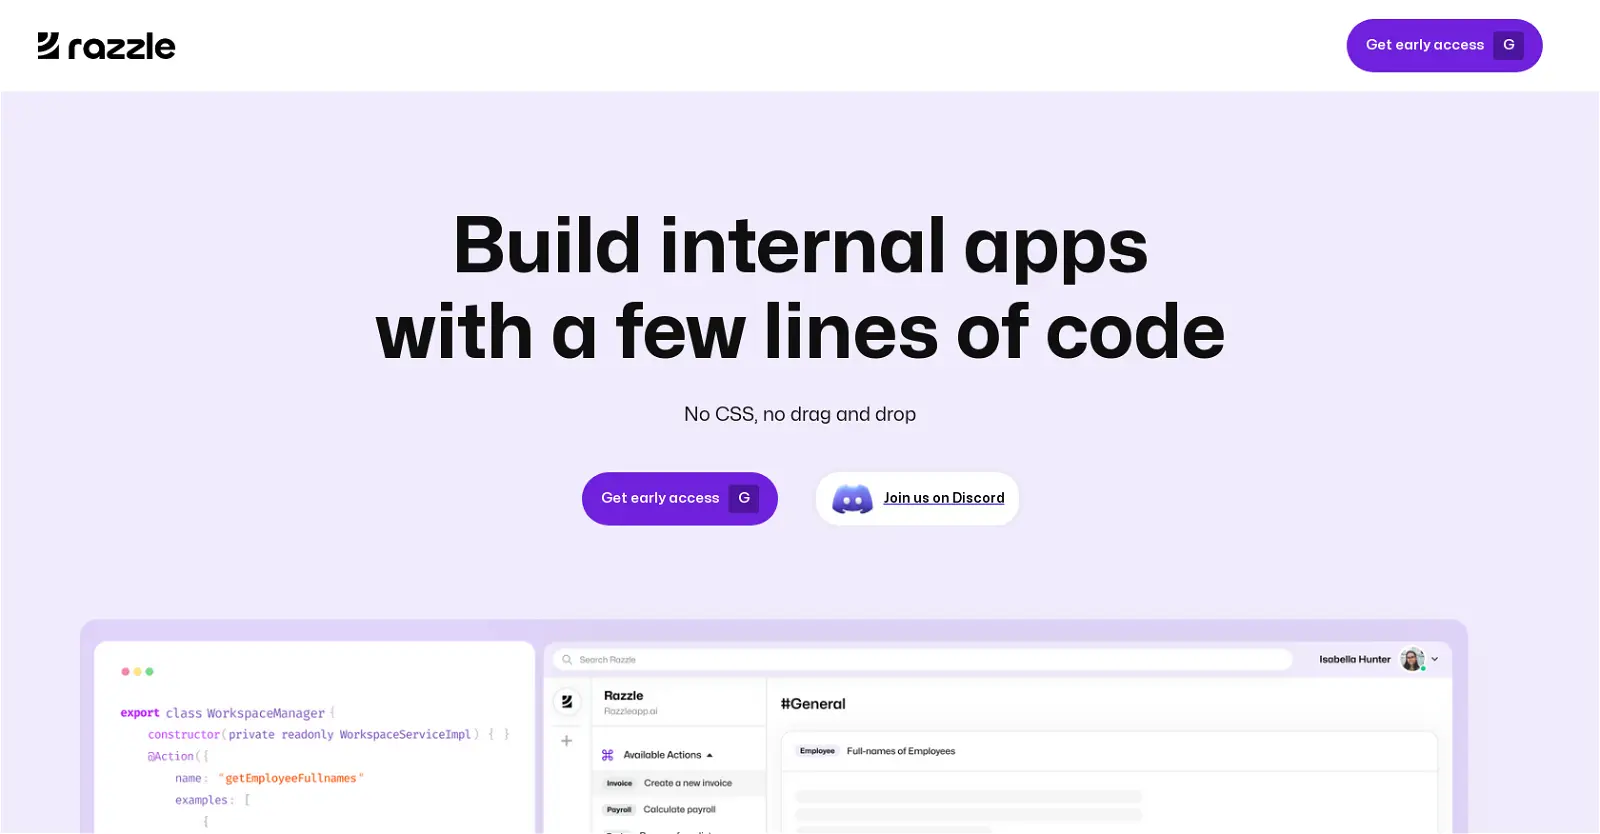 razzle
Get early access G
Build internal apps
with a few lines of code
No CSS, no drag and drop
Get early access G
Join us on Discord
export class WorkspaceManager {
constructor(private readonly WorkspaceServiceImpl) { }
@Action({
name: "getEmployeeFullnames"
examples: [
{
Search Razzle
Isabella Hunter
Razzle
Razzleapp.ai
Available Actions
Invoice Create a new invoice
Payroll Calculate payroll
#General
Employee Full-names of Employees